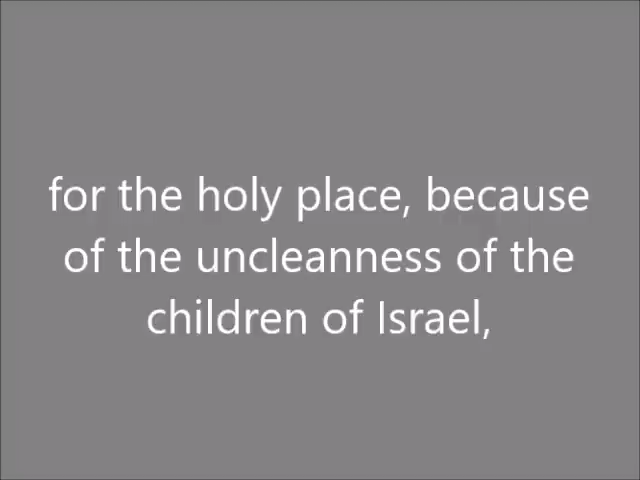 for the holy place, because
of the uncleanness of the
children of Israel,